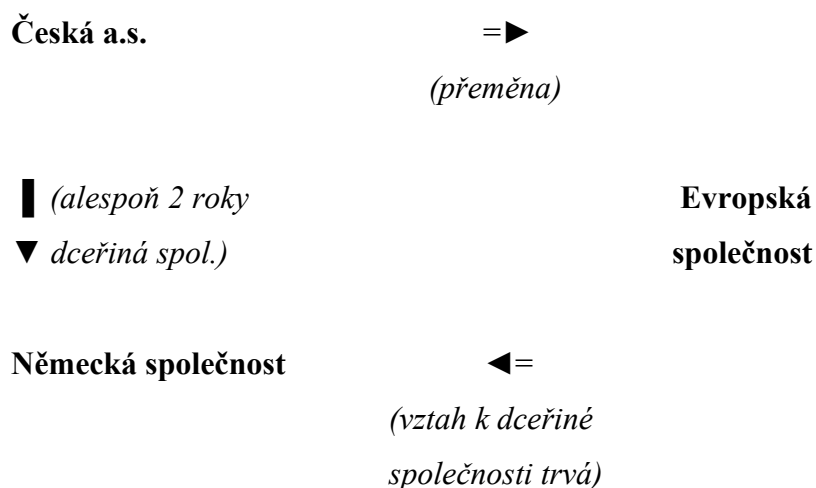 Česká a.s. =►
(přeměna)
▌ (alespoň 2 roky Evropská
▼ dceřiná spol.) společnost
Německá společnost ◄=
(vztah k dceřiné
společnosti trvá)